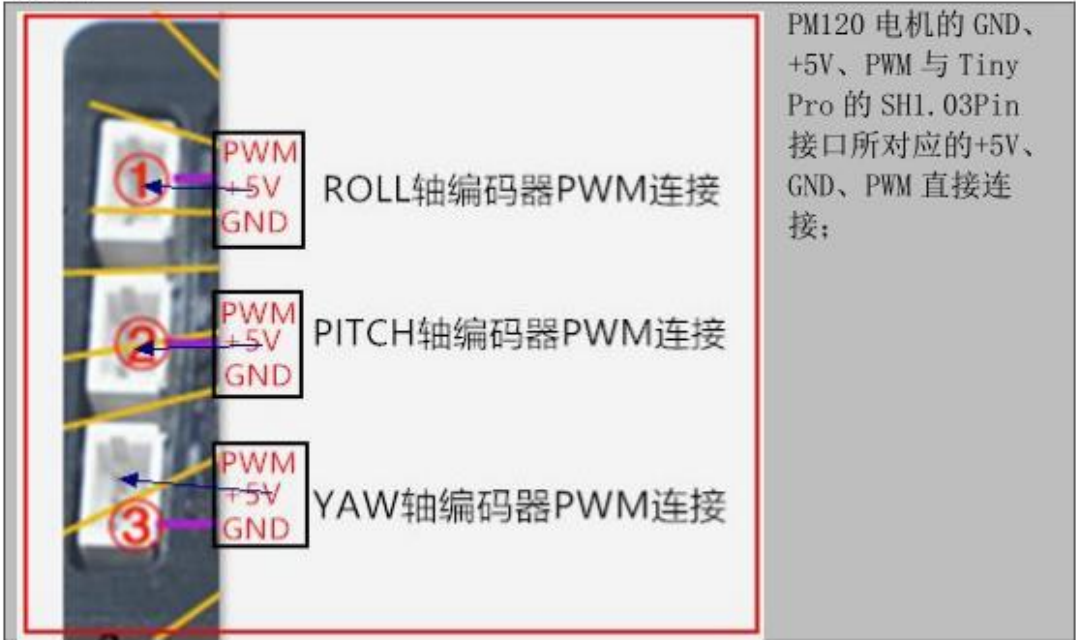 PM120 电机的 GND、
+5V、PWM 与 Tiny
Pro 的 SH1.03Pin
接口所对应的+5V、
GND、PWM 直接连
接;
①
PWM
+5V
GND
ROLL轴编码器PWM连接
②
PWM
+5V
GND
PITCH轴编码器PWM连接
③
PWM
+5V
GND
YAW轴编码器PWM连接